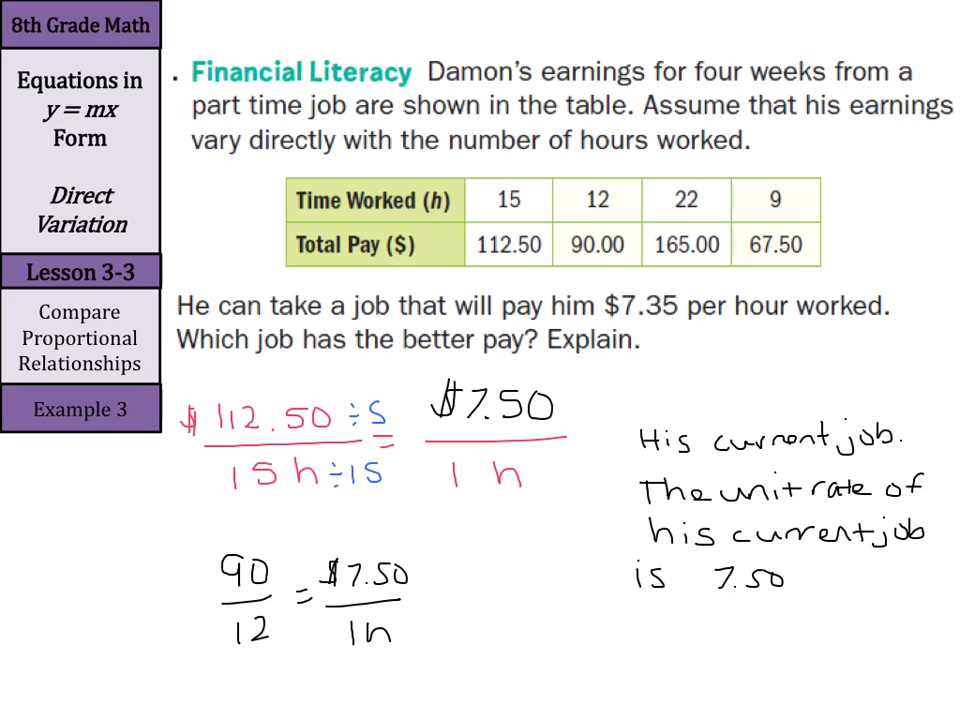 8th Grade Math
Equations in
y = mx
Form
Direct
Variation
Lesson 3-3
Compare
Proportional
Relationships
Example 3
. Financial Literacy Damon's earnings for four weeks from a
part time job are shown in the table. Assume that his earnings
vary directly with the number of hours worked.
Time Worked (h) 15 12 22 9
Total Pay ($) 112.50 90.00 165.00 67.50
He can take a job that will pay him $7.35 per hour worked.
Which job has the better pay? Explain.
$112.50 ÷5 = $7.50
15h ÷15 1 h
90 = $7.50
12 1h
His current job.
The unit rate of
his current job
is 7.50